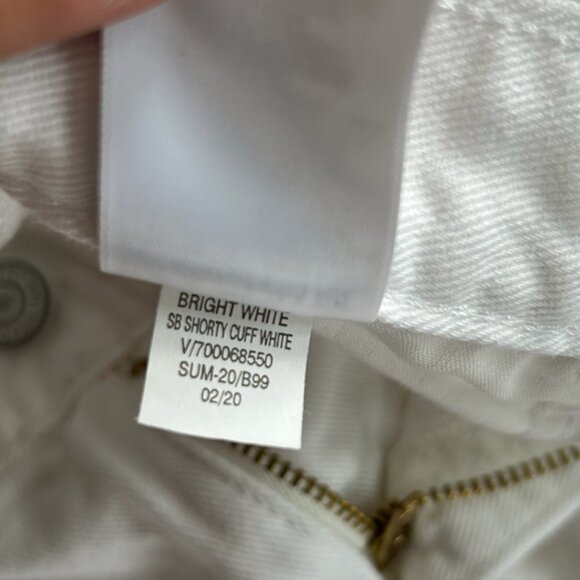 BRIGHT WHITE
SB SHORTY CUFF WHITE
V/700068550
SUM-20/B99
02/20